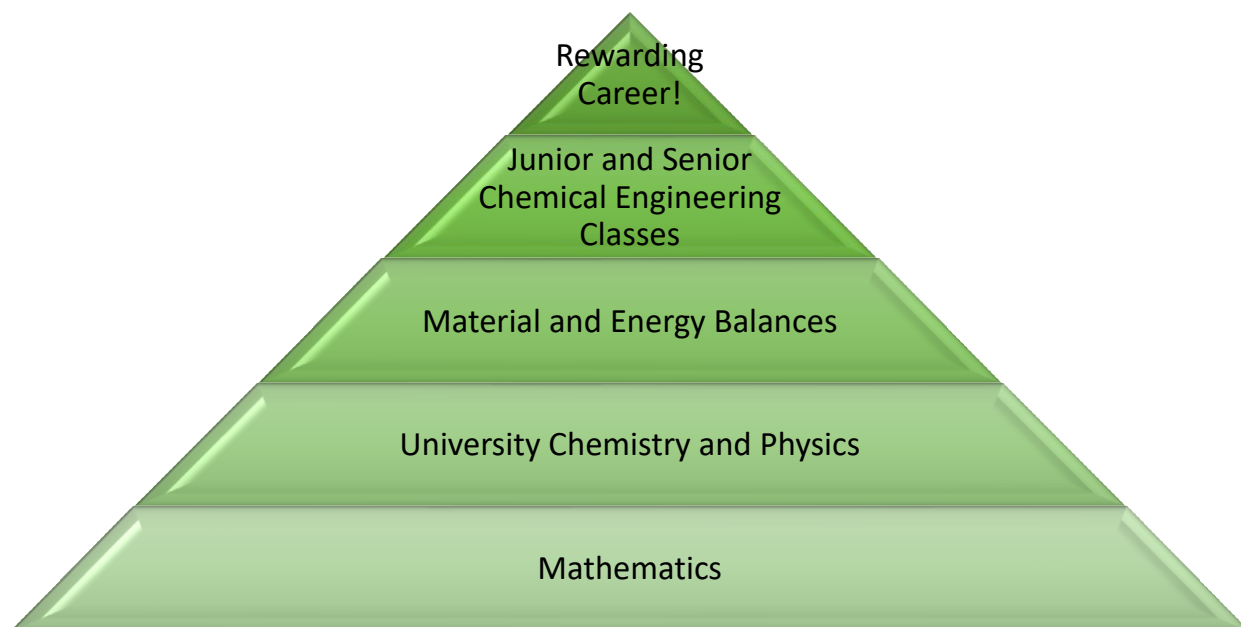 Rewarding
Career!
Junior and Senior
Chemical Engineering
Classes
Material and Energy Balances
University Chemistry and Physics
Mathematics